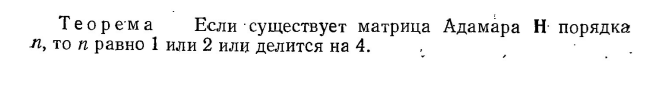 Теорема Если существует матрица Адамара H порядка
n, то n равно 1 или 2 или делится на 4.